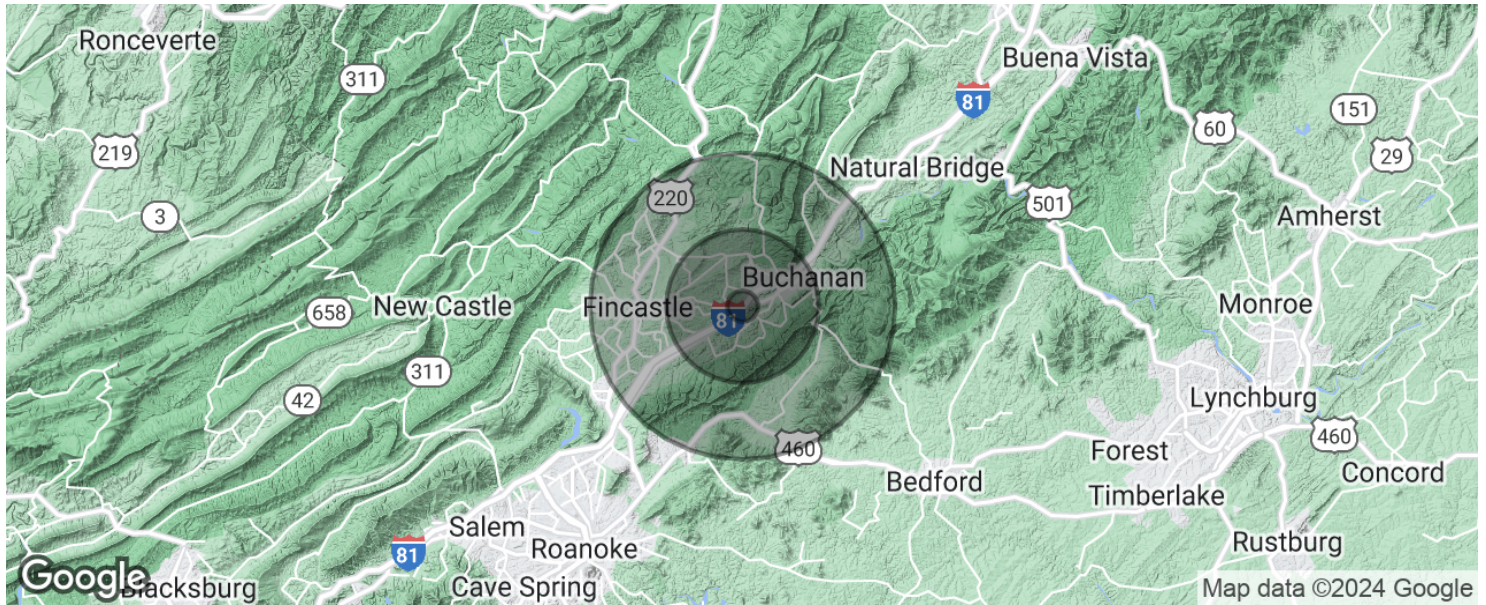 Ronceverte
311
Buena Vista
81
151
60
219
29
Natural Bridge
220
501
3
Amherst
Buchanan
658
New Castle
Fincastle
81
Monroe
311
42
Lynchburg
460
460
Forest
Concord
Bedford
Timberlake
Salem
Roanoke
Rustburg
81
Google
Blacksburg
Cave Spring
Map data ©2024 Google